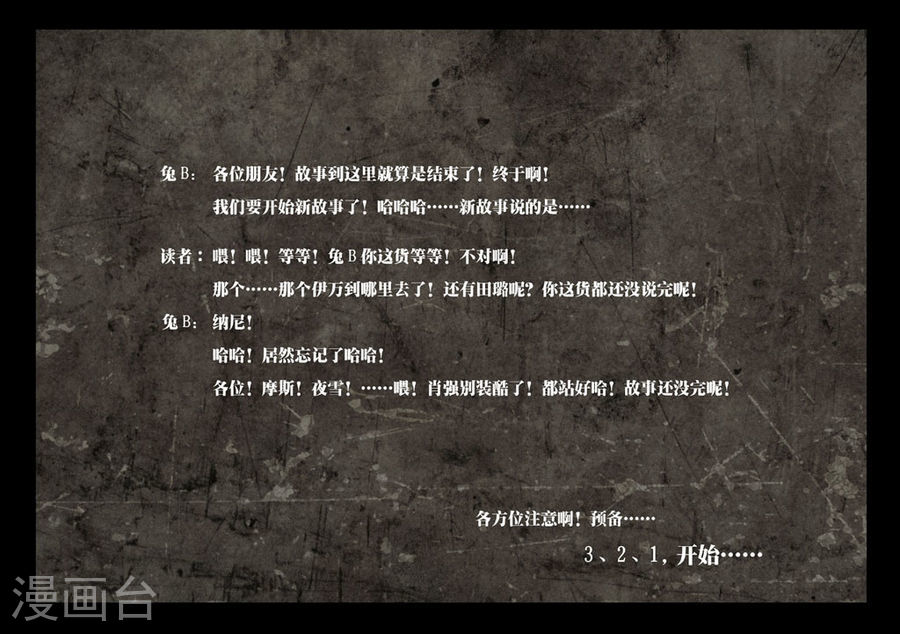 兔B： 各位朋友！故事到这里就算是结束了！终于啊！
我们要开始新故事了！哈哈哈……新故事说的是……
读者： 喂！喂！等等！兔B你这货等等！不对啊！
那个……那个伊万到哪里去了！还有田璐呢？你这货都还没说完呢！
兔B： 纳尼！
哈哈！居然忘记了哈哈！
各位！摩斯！夜雪！……喂！肖强别装酷了！都站好哈！故事还没完呢！
各方位注意啊！预备……
3、2、1，开始……
漫画台